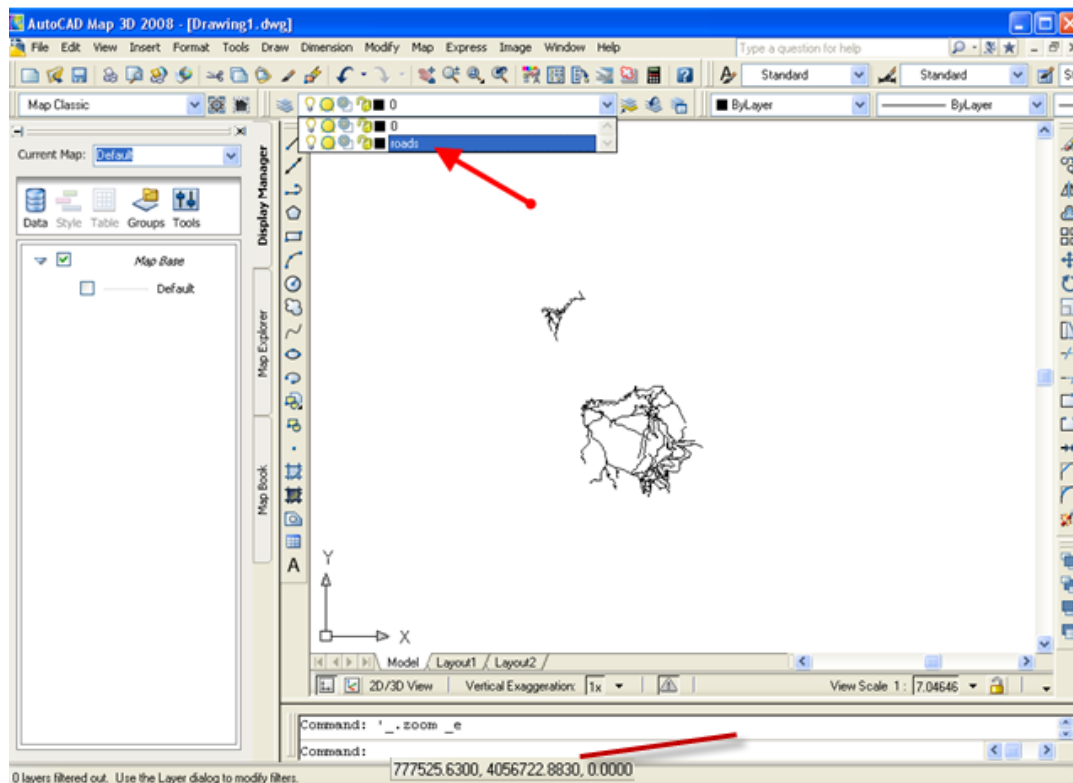 AutoCAD Map 3D 2008 - [Drawing1.dwg]
File Edit View Insert Format Tools Draw Dimension Modify Map Express Image Window Help
Type a question for help
Standard
Standard
Map Classic
0
ByLayer
ByLayer
0
roads
Current Map: Default
Data Style Table Groups Tools
Map Base
Default
Display Manager
Map Explorer
Map Book
A
Y
X
Model Layout1 Layout2
2D/3D View Vertical Exaggeration: 1x View Scale 1: 7.04646
Command: '_.zoom _e
Command:
777525.6300, 4056722.8830, 0.0000
0 layers filtered out. Use the Layer dialog to modify filters.